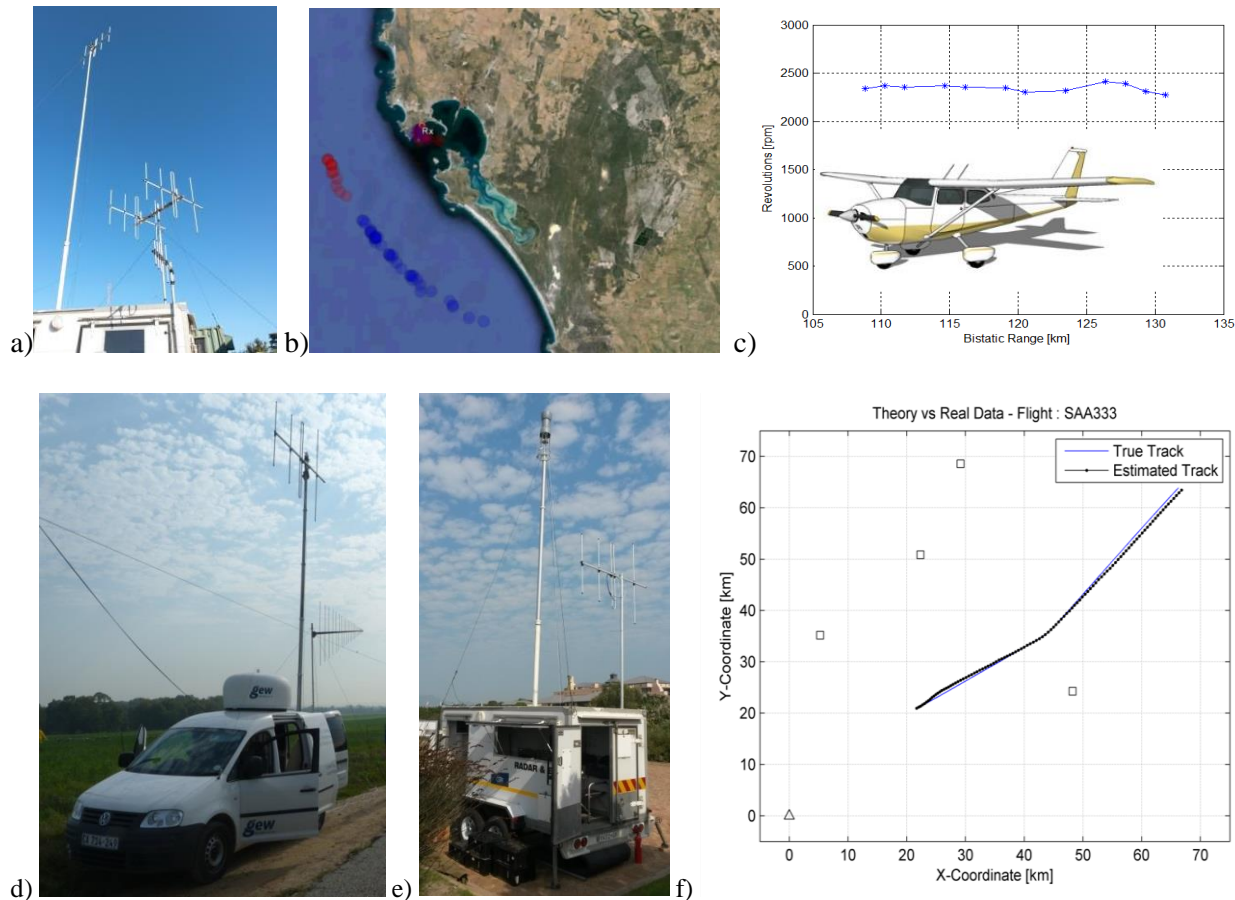 a)
b)
Rx
c)
3000
2500
2000
1500
1000
500
0
Revolutions [rpm]
105
110
115
120
125
130
135
Bistatic Range [km]
d)
gew
gew
e)
RADAR &
f)
Theory vs Real Data - Flight : SAA333
True Track
Estimated Track
70
60
50
40
30
20
10
0
Y-Coordinate [km]
0
10
20
30
40
50
60
70
X-Coordinate [km]